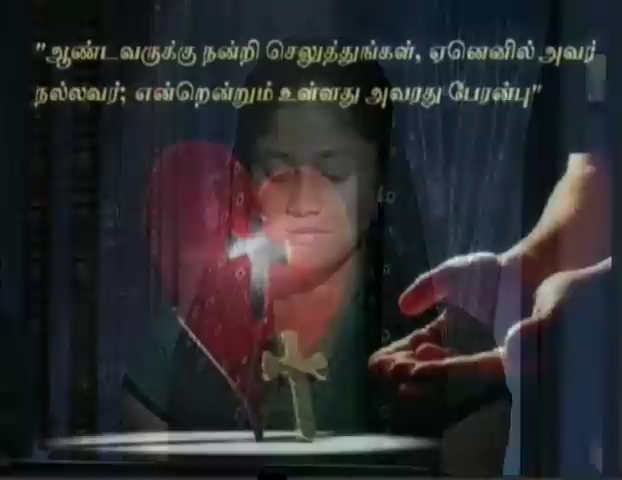 "ஆண்டவருக்கு நன்றி செலுத்துங்கள், ஏனெனில் அவர்
நல்லவர்; என்றென்றும் உள்ளது அவரது பேரன்பு"